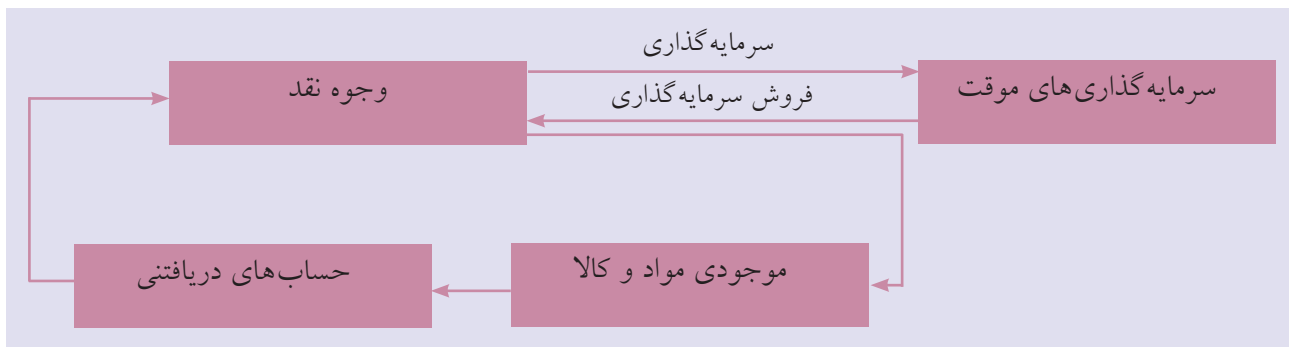 سرمایه‌گذاری
سرمایه‌گذاری‌های موقت
وجوه نقد
فروش سرمایه‌گذاری
موجودی مواد و کالا
حساب‌های دریافتنی